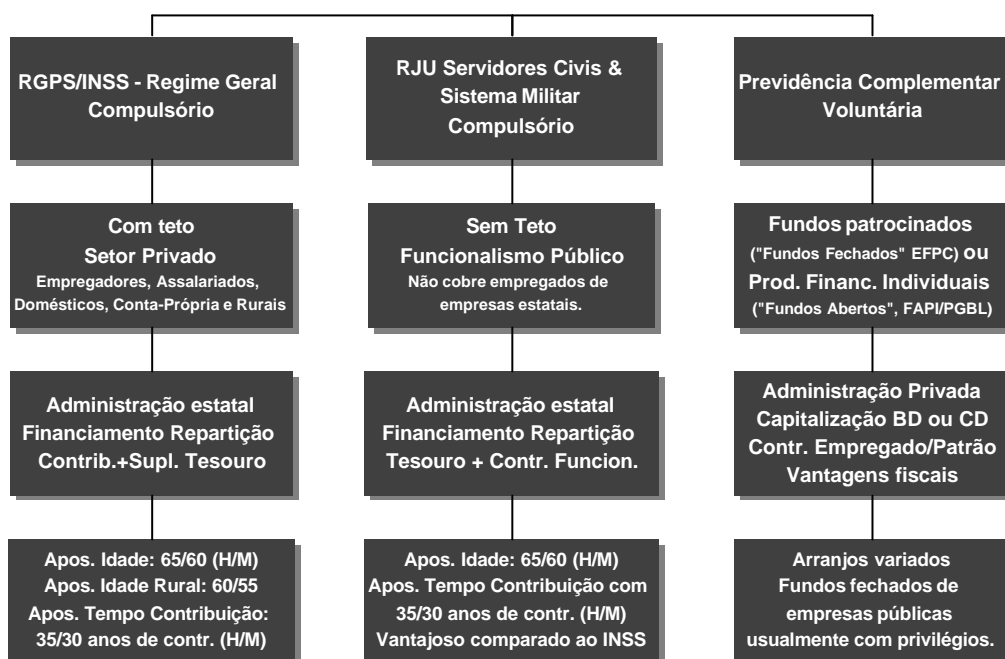 RGPS/INSS - Regime Geral
Compulsório
RJU Servidores Civis &
Sistema Militar
Compulsório
Previdência Complementar
Voluntária
Com teto
Setor Privado
Empregadores, Assalariados,
Domésticos, Conta-Própria e Rurais
Sem Teto
Funcionalismo Público
Não cobre empregados de
empresas estatais.
Fundos patrocinados
("Fundos Fechados" EFPC) ou
Prod. Financ. Individuais
("Fundos Abertos", FAPI/PGBL)
Administração estatal
Financiamento Repartição
Contrib.+Supl. Tesouro
Administração estatal
Financiamento Repartição
Tesouro + Contr. Funcion.
Administração Privada
Capitalização BD ou CD
Contr. Empregado/Patrão
Vantagens fiscais
Apos. Idade: 65/60 (H/M)
Apos. Idade Rural: 60/55
Apos. Tempo Contribuição:
35/30 anos de contr. (H/M)
Apos. Idade: 65/60 (H/M)
Apos. Tempo Contribuição com
35/30 anos de contr. (H/M)
Vantajoso comparado ao INSS
Arranjos variados
Fundos fechados de
empresas públicas
usualmente com privilégios.